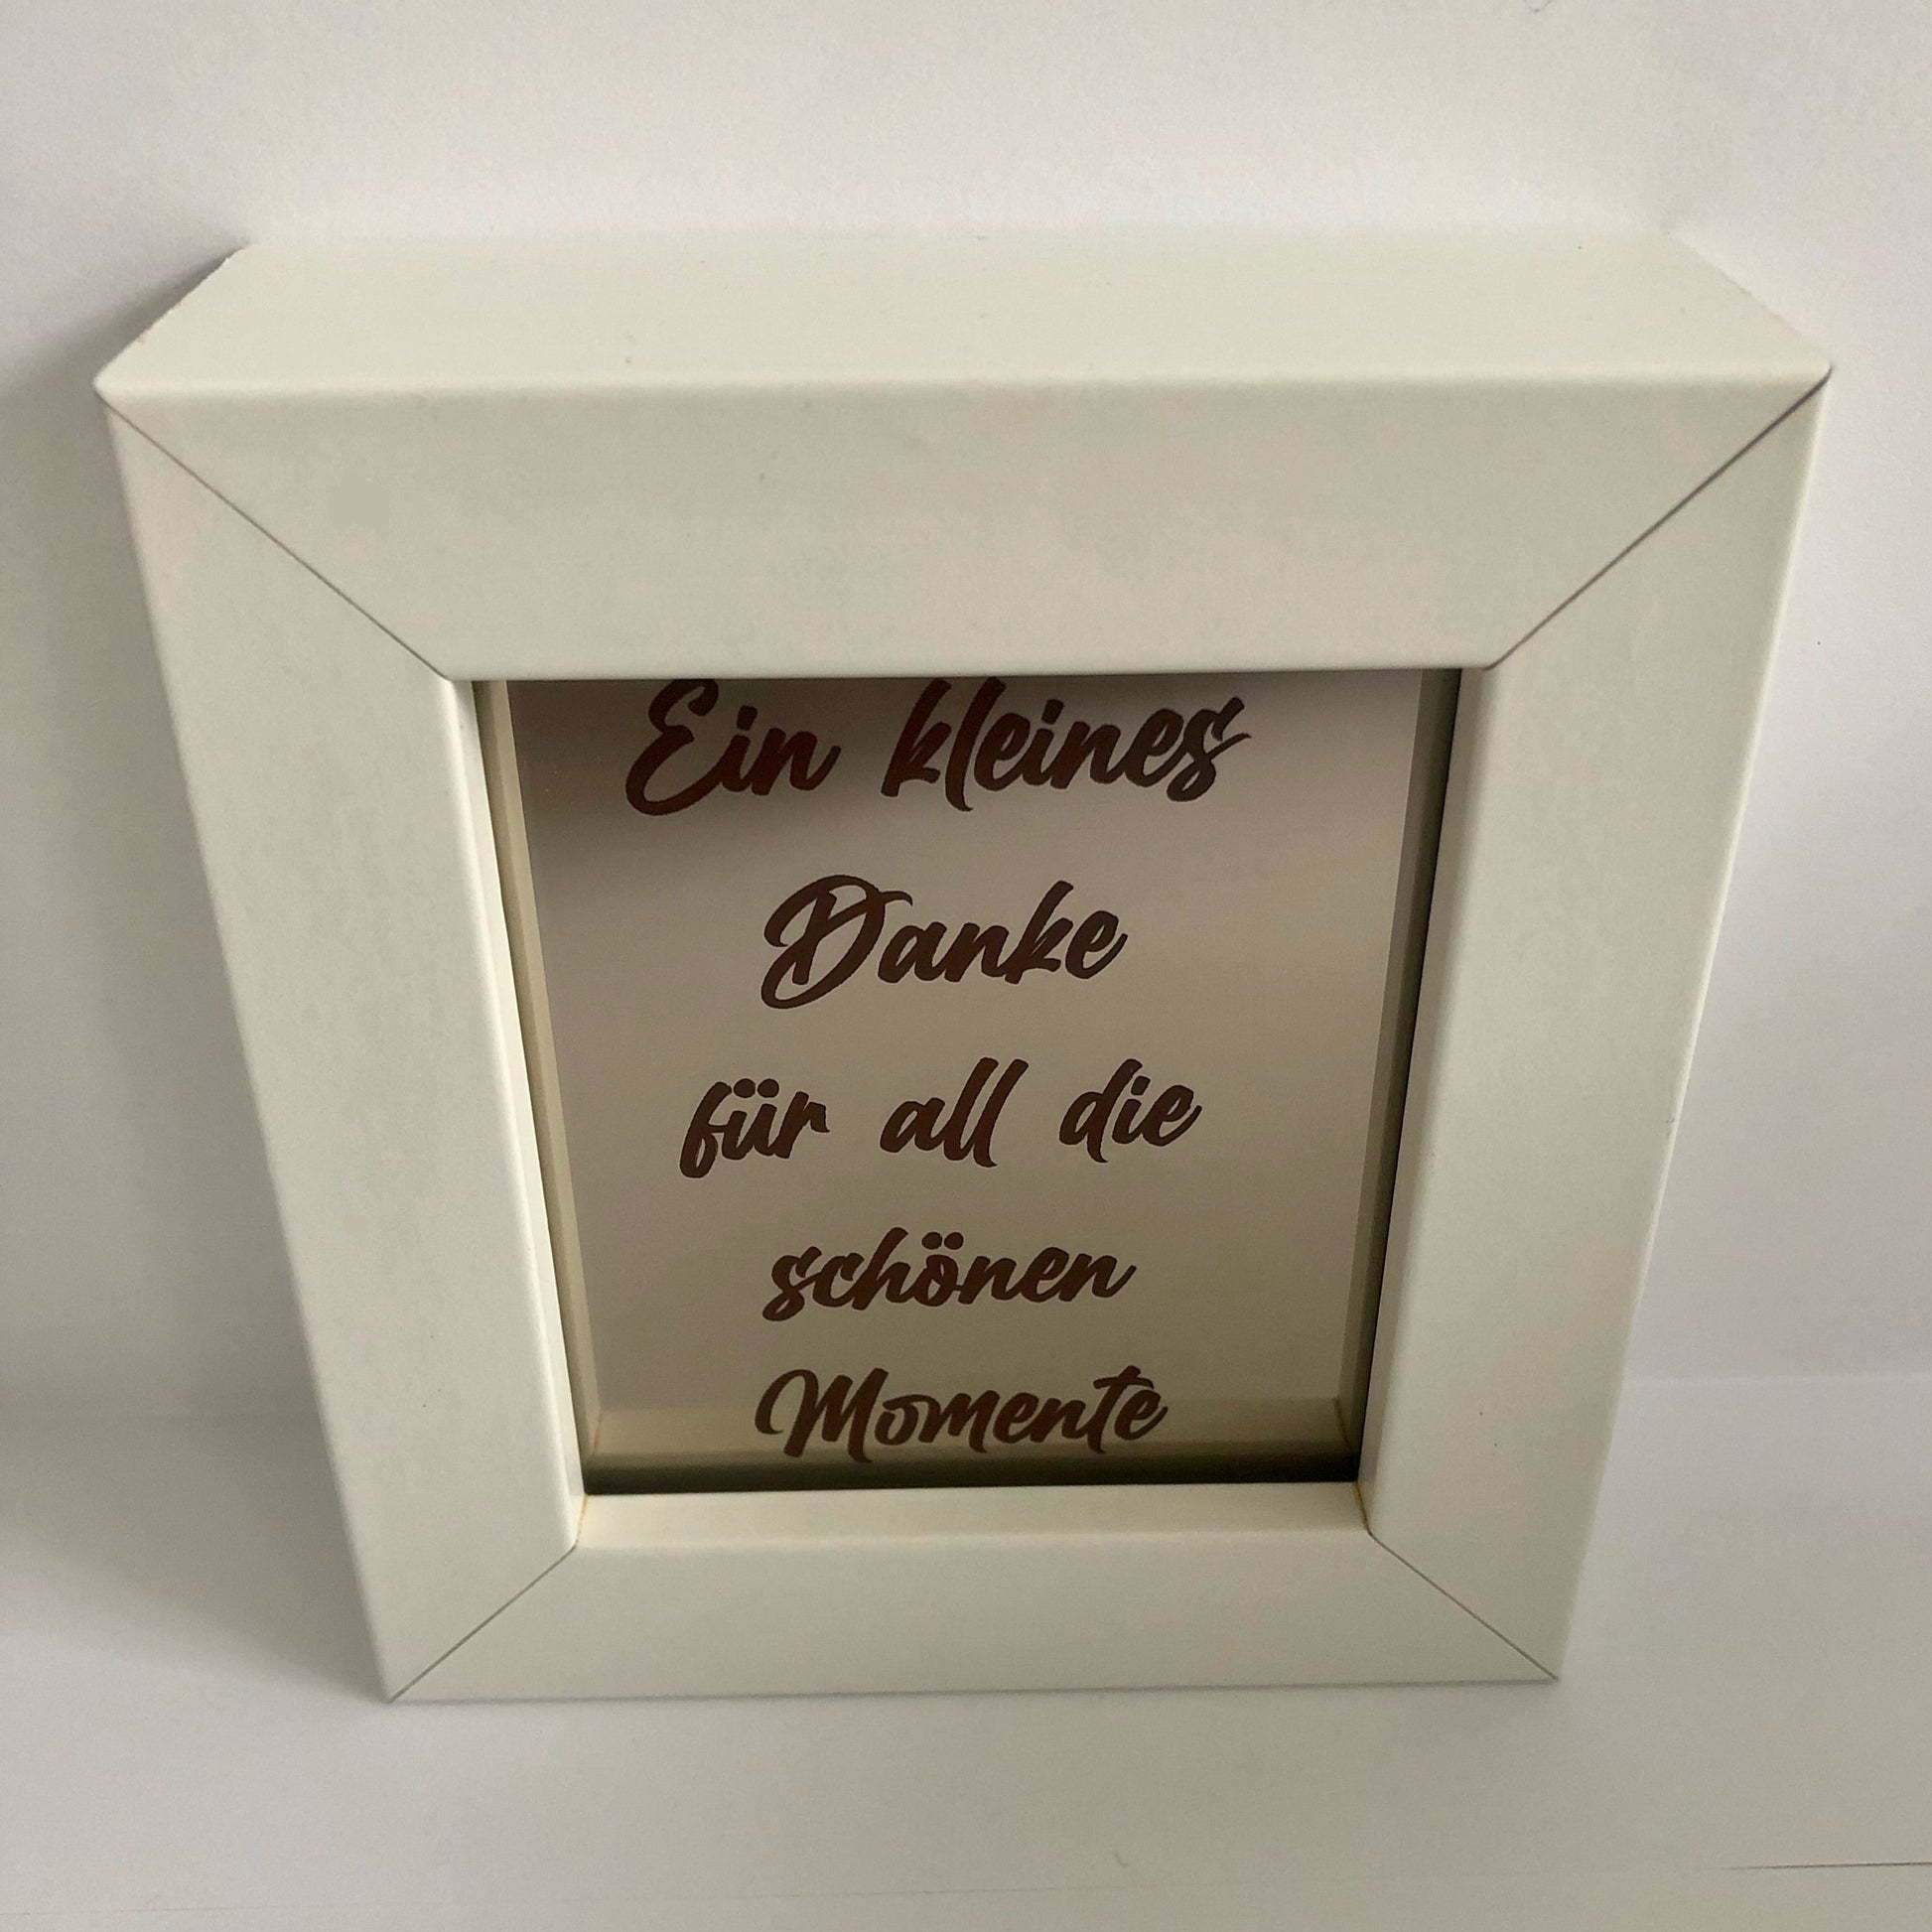 Ein kleines
Danke
für all die
schönen
Momente